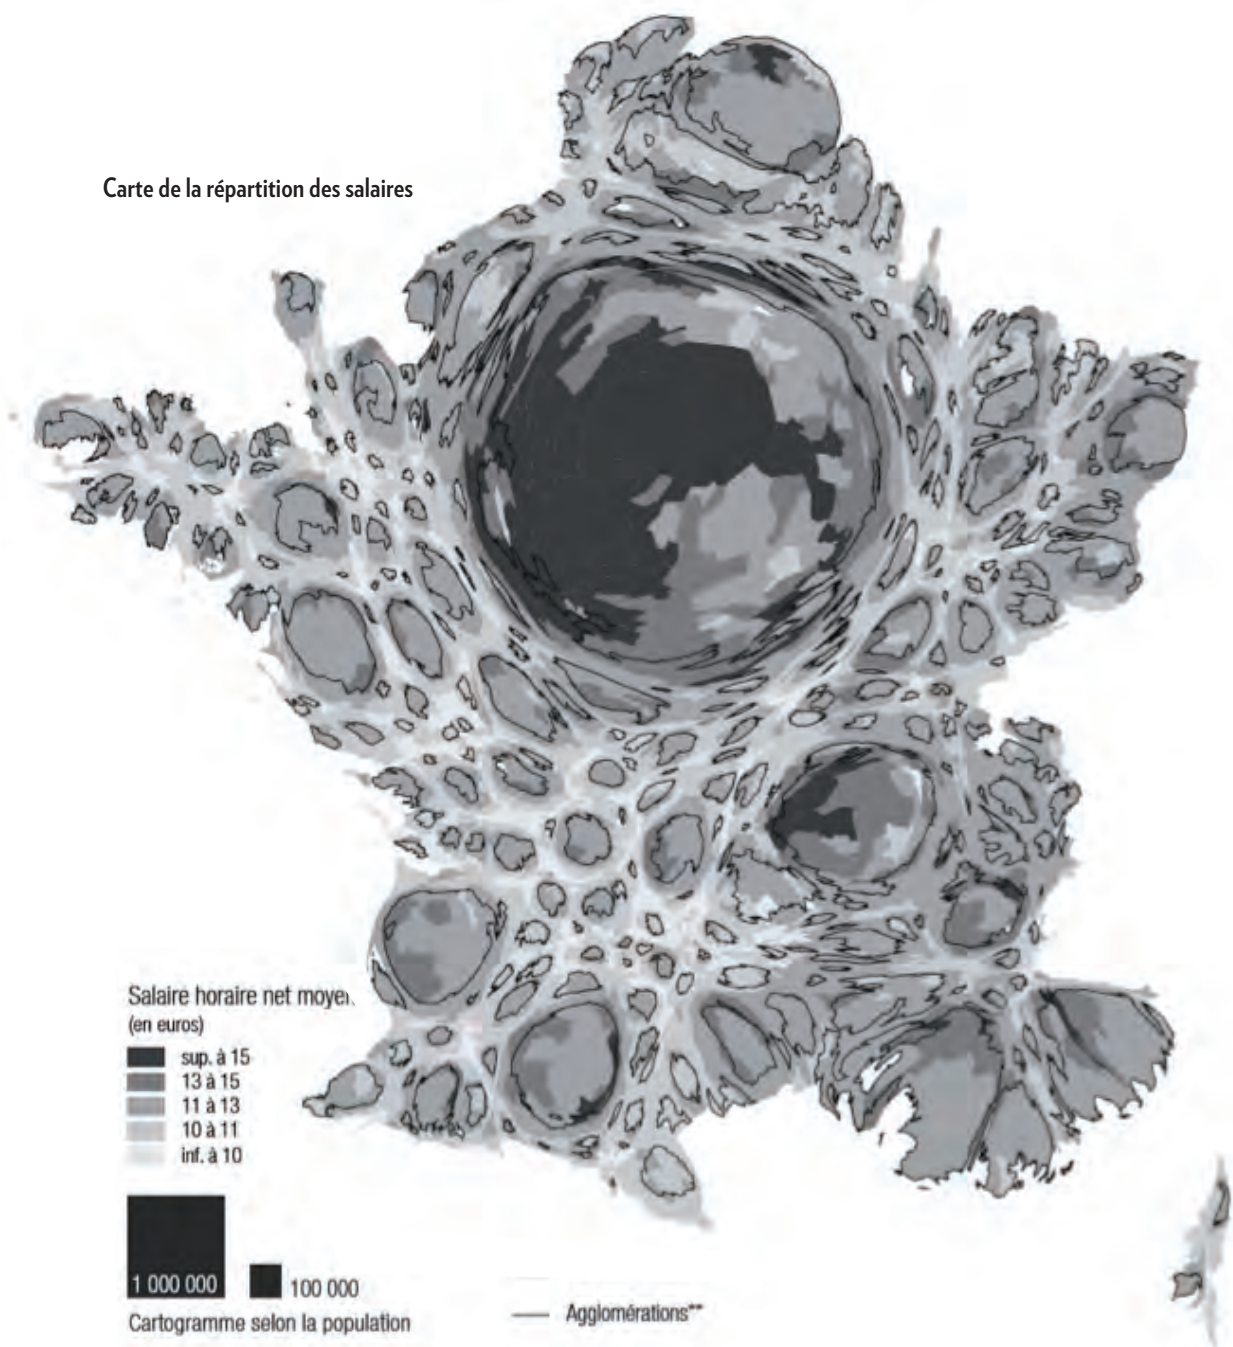 Carte de la répartition des salaires
Salaire horaire net moyen
(en euros)
sup. à 15
13 à 15
11 à 13
10 à 11
inf. à 10
1 000 000
100 000
Cartogramme selon la population
Agglomérations**